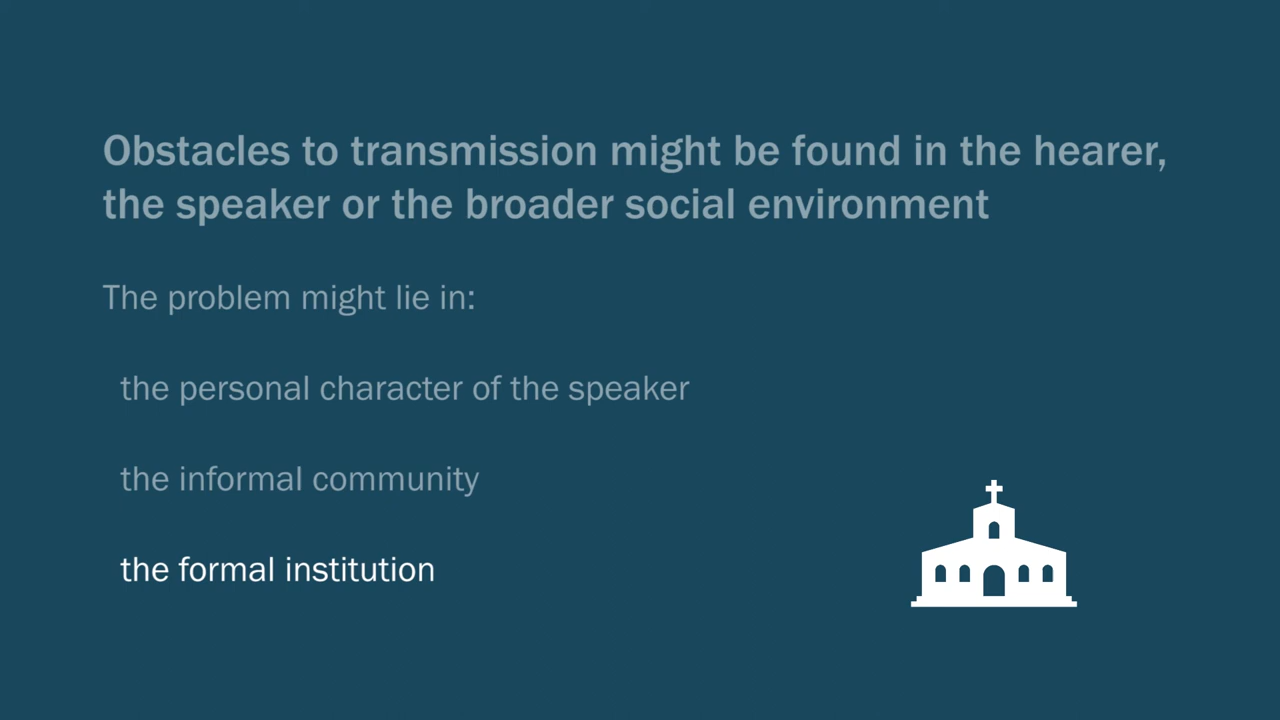 Obstacles to transmission might be found in the hearer,
the speaker or the broader social environment
The problem might lie in:
the personal character of the speaker
the informal community
the formal institution